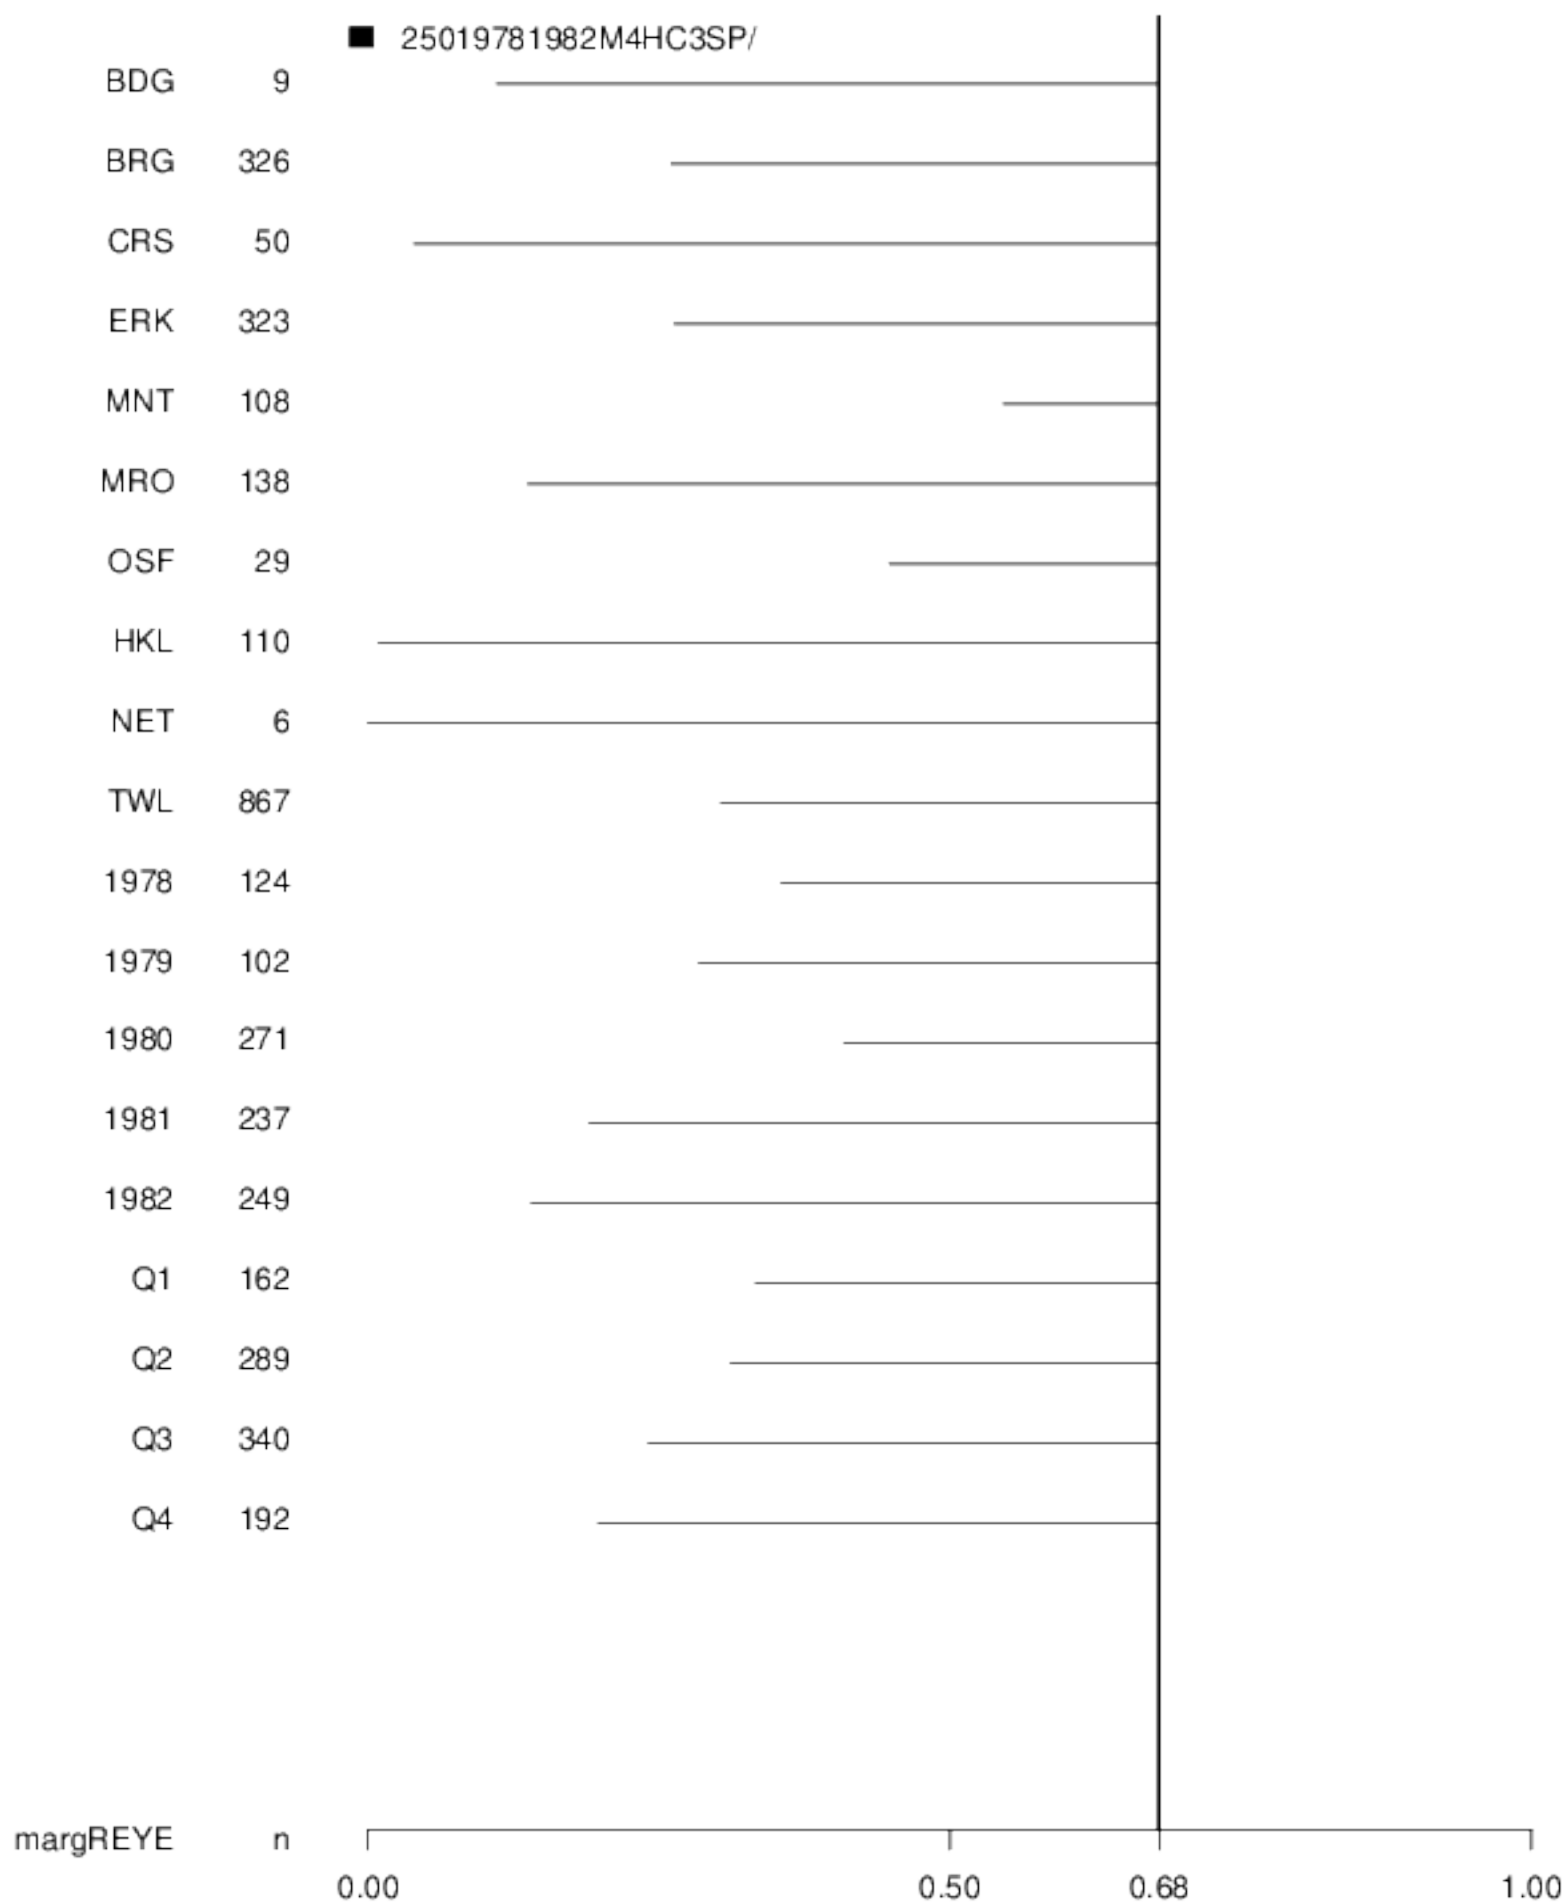 ■ 25019781982M4HC3SP/
BDG 9
BRG 326
CRS 50
ERK 323
MNT 108
MRO 138
OSF 29
HKL 110
NET 6
TWL 867
1978 124
1979 102
1980 271
1981 237
1982 249
Q1 162
Q2 289
Q3 340
Q4 192
margREYE n
0.00 0.50 0.68 1.00